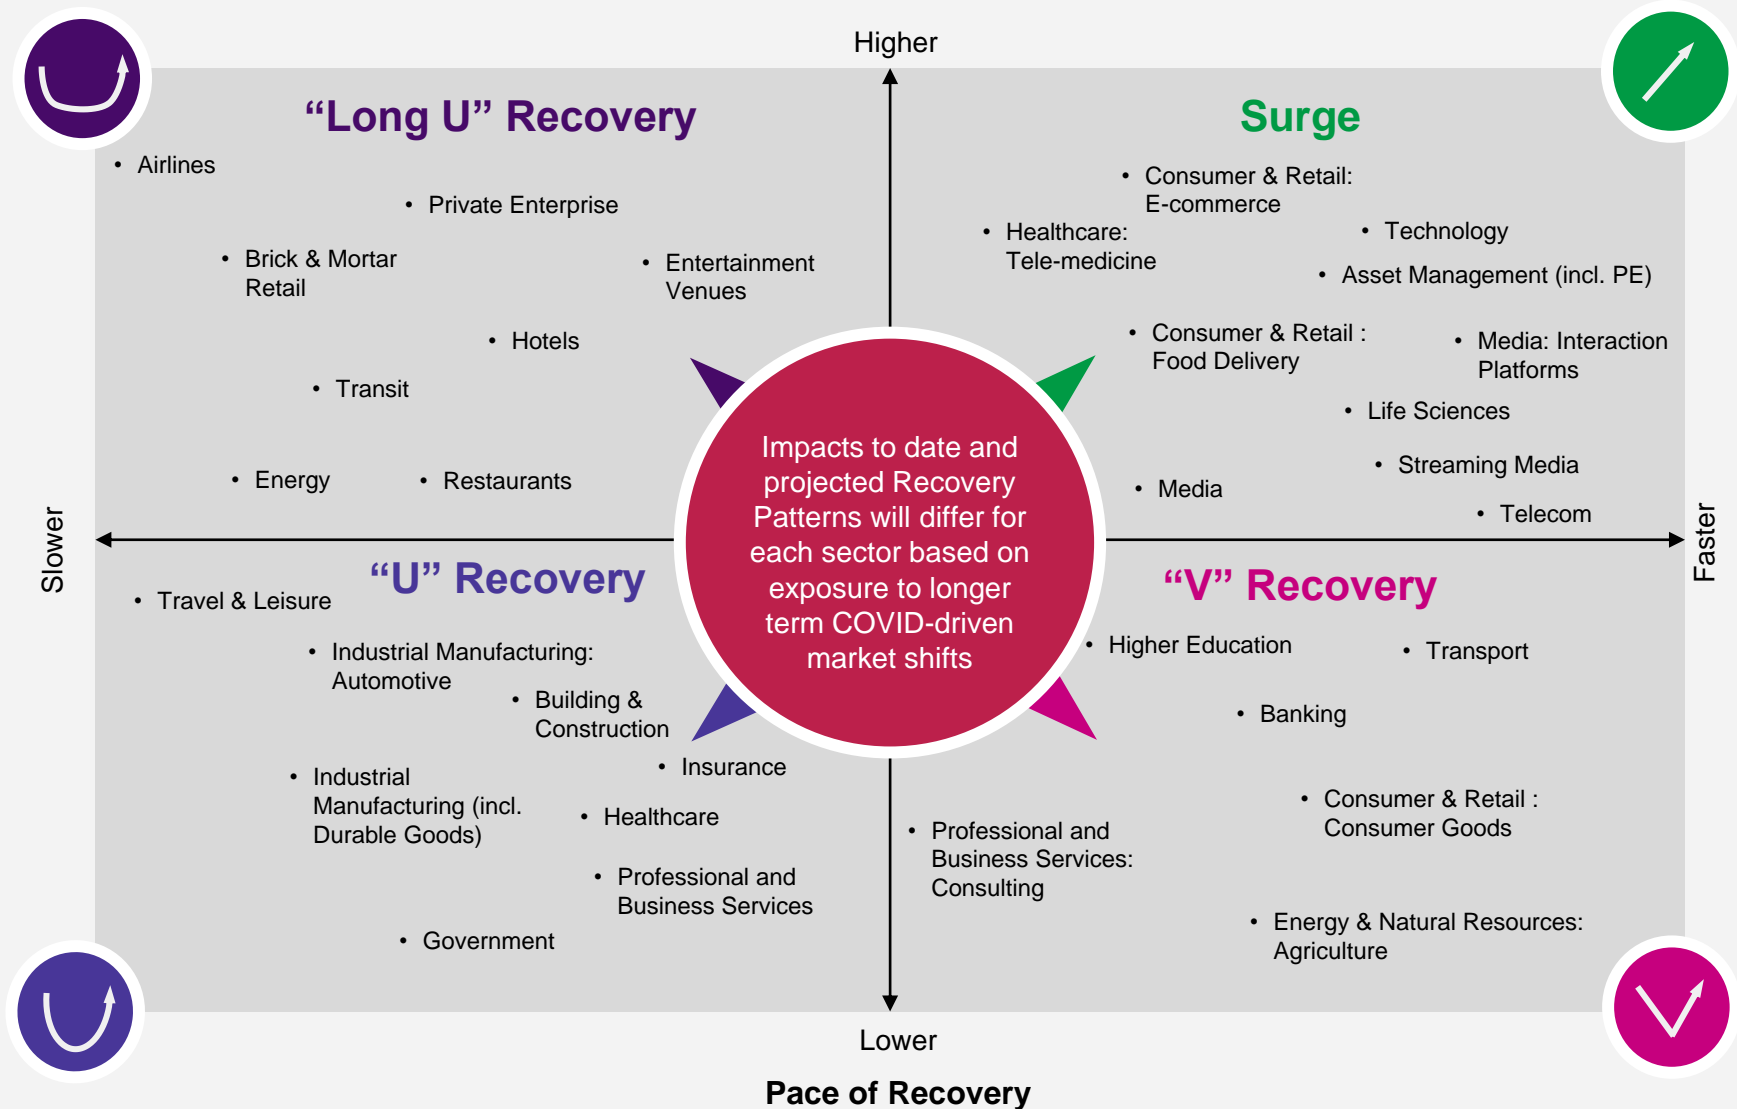 Higher
“Long U” Recovery
• Airlines
• Private Enterprise
• Brick & Mortar
Retail
• Entertainment
Venues
• Hotels
• Transit
• Energy
• Restaurants
Surge
• Consumer & Retail:
E-commerce
• Healthcare:
Tele-medicine
• Technology
• Asset Management (incl. PE)
• Consumer & Retail :
Food Delivery
• Media: Interaction
Platforms
• Life Sciences
• Streaming Media
• Media
• Telecom
Slower
Impacts to date and
projected Recovery
Patterns will differ for
each sector based on
exposure to longer
term COVID-driven
market shifts
Faster
“U” Recovery
• Travel & Leisure
• Industrial Manufacturing:
Automotive
• Building &
Construction
• Insurance
• Industrial
Manufacturing (incl.
Durable Goods)
• Healthcare
• Professional and
Business Services
• Government
“V” Recovery
• Higher Education
• Transport
• Banking
• Consumer & Retail :
Consumer Goods
• Professional and
Business Services:
Consulting
• Energy & Natural Resources:
Agriculture
Lower
Pace of Recovery